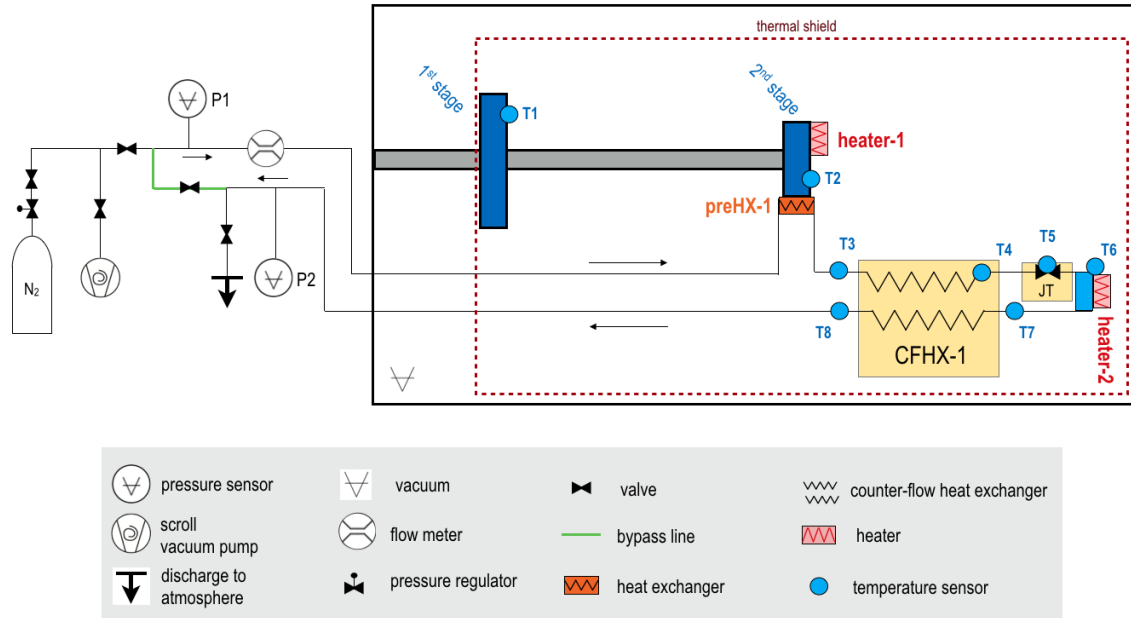 thermal shield
1st stage
2nd stage
T1
P1
heater-1
T2
preHX-1
T3
T4
T5
T6
N2
P2
JT
T8
T7
CFHX-1
heater-2
pressure sensor
vacuum
valve
counter-flow heat exchanger
scroll
vacuum pump
flow meter
bypass line
heater
discharge to
atmosphere
pressure regulator
heat exchanger
temperature sensor